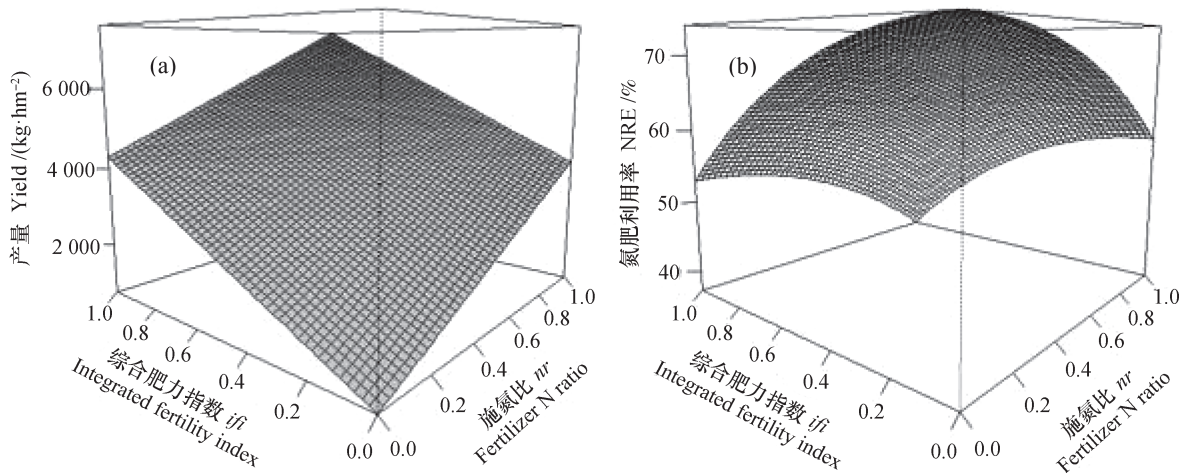 (a)
产量 Yield /(kg·hm⁻²)
6 000
4 000
2 000
1.0
0.8
0.6
0.4
0.2
0.0
综合肥力指数 ifi
Integrated fertility index
0.0
0.2
0.4
0.6
0.8
1.0
施氮比 nr
Fertilizer N ratio
(b)
氮肥利用率 NRE /%
70
60
50
40
1.0
0.8
0.6
0.4
0.2
0.0
综合肥力指数 ifi
Integrated fertility index
0.0
0.2
0.4
0.6
0.8
1.0
施氮比 nr
Fertilizer N ratio